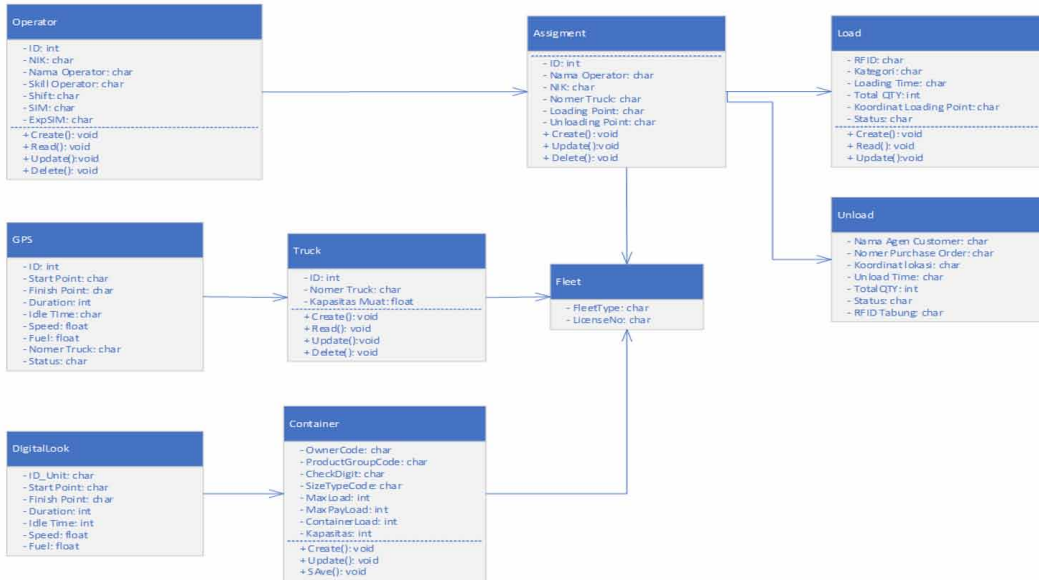 Operator
- ID: int
- NIK: char
- Nama Operator: char
- Skill Operator: char
- Shift: char
- SIM: char
- ExpSIM: char
+ Create(): void
+ Read(): void
+ Update():void
+ Delete(): void
Assigment
- ID: int
- Nama Operator: char
- NIK: char
- Nomer Truck: char
- Loading Point: char
- Unloading Point: char
+ Create(): void
+ Update():void
+ Delete(): void
Load
- RFID: char
- Kategori: char
- Loading Time: char
- Total QTY: int
- Koordinat Loading Point: char
- Status: char
+ Create(): void
+ Read(): void
+ Update():void
GPS
- ID: int
- Start Point: char
- Finish Point: char
- Duration: int
- Idle TIme: char
- Speed: float
- Fuel: float
- Nomer Truck: char
- Status: char
Truck
- ID: int
- Nomer Truck: char
- Kapasitas Muat: float
+ Create(): void
+ Read(): void
+ Update():void
+ Delete(): void
Fleet
- FleetType: char
- LicenseNo: char
Unload
- Nama Agen Customer: char
- Nomer Purchase Order: char
- Koordinat lokasi: char
- Unload Time: char
- TotalQTY: int
- Status: char
- RFID Tabung: char
DIgitalLook
- ID_Unit: char
- Start Point: char
- Finish Point: char
- Duration: int
- Idle Time: int
- Speed: float
- Fuel: float
Container
- OwnerCode: char
- ProductGroupCode: char
- CheckDigit: char
- SizeTypeCode: char
- MaxLoad: int
- MaxPayLoad: int
- ContainerLoad: int
- Kapasitas: int
+ Create(): void
+ Update(): void
+ SAve(): void